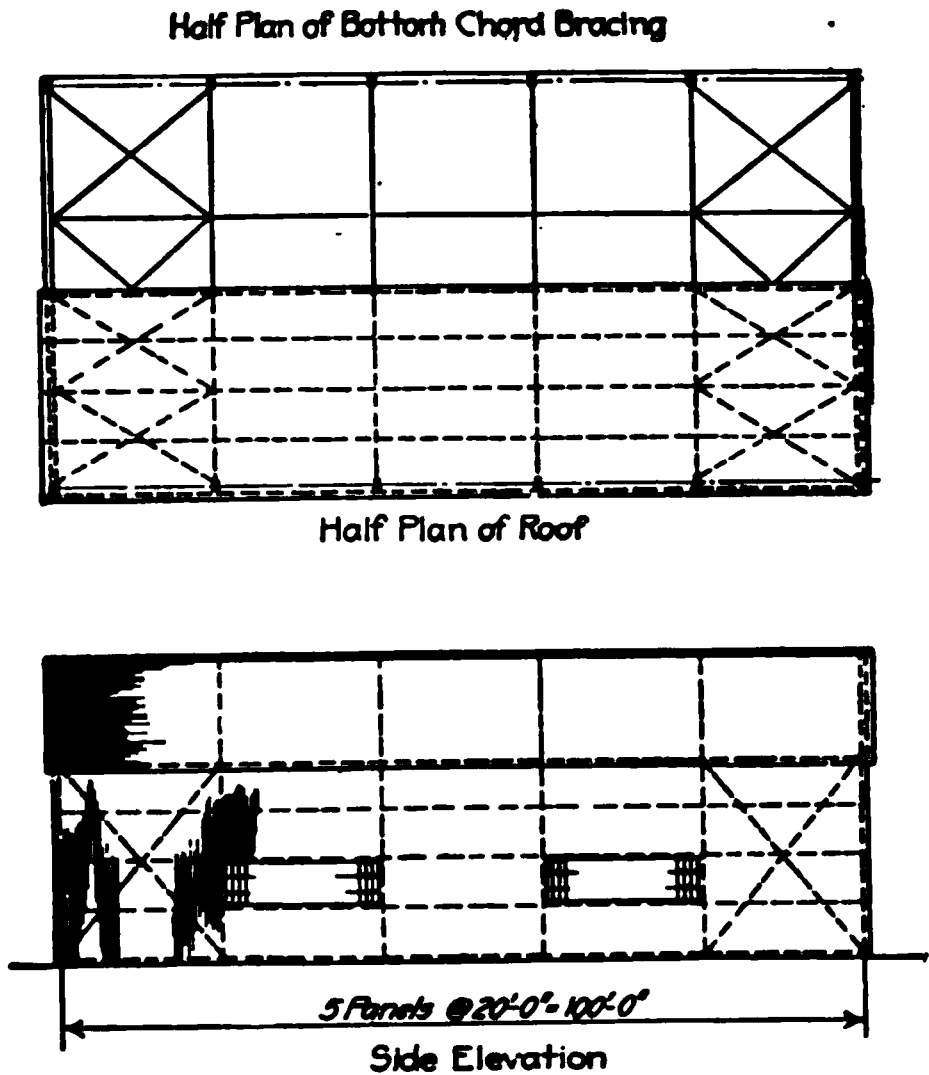 Half Plan of Bottom Chord Bracing
Half Plan of Roof
5 Panels @ 20'-0" = 100'-0"
Side Elevation